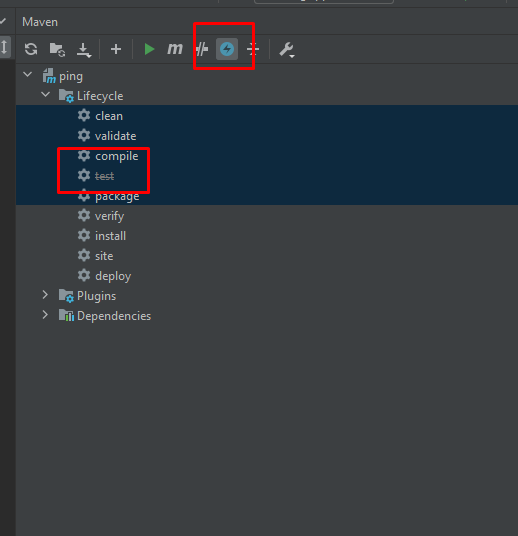 Maven
m
ping
Lifecycle
clean
validate
compile
test
package
verify
install
site
deploy
Plugins
Dependencies